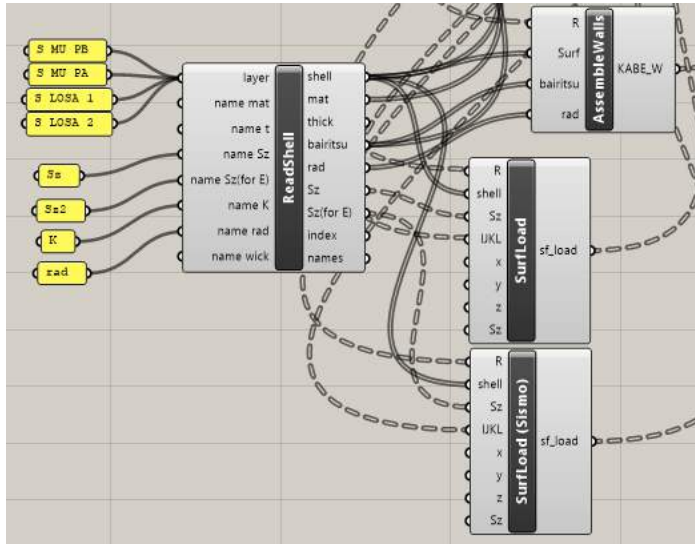 S MU PB
S MU PA
S LOSA 1
S LOSA 2
Ss
Sz2
K
rad
layer
name mat
name t
name Sz
name Sz(for E)
name K
name rad
name wick
ReadShell
shell
mat
thick
bairitsu
rad
Sz
Sz(for E)
index
names
R
Surf
bairitsu
rad
AssembleWalls
KABE_W
R
shell
Sz
IJKL
x
y
z
Sz
SurfLoad
sf_load
R
shell
Sz
IJKL
x
y
z
Sz
SurfLoad (Sismo)
sf_load